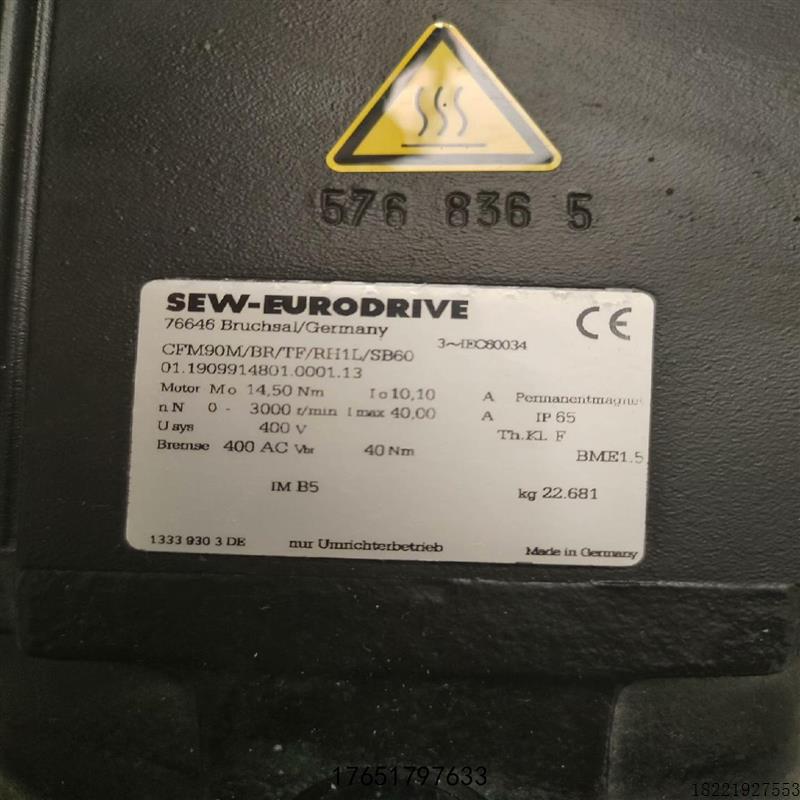 576 836 5
SEW-EURODRIVE
76646 Bruchsal/Germany
CE
CFM90M/BR/TF/RH1L/SB60 3~IEC60034
01.1909914801.0001.13
Motor Mo 14,50 Nm Io 10,10 A Permanentmagnet
nN 0 - 3000 r/min Imax 40,00 A IP 65
Usys 400 V Th.Kl. F
Bremse 400 AC Vbr 40 Nm BME1.5
IM B5 kg 22.681
1333 930 3 DE nur Umrichterbetrieb Made in Germany
17651797633
18221927553